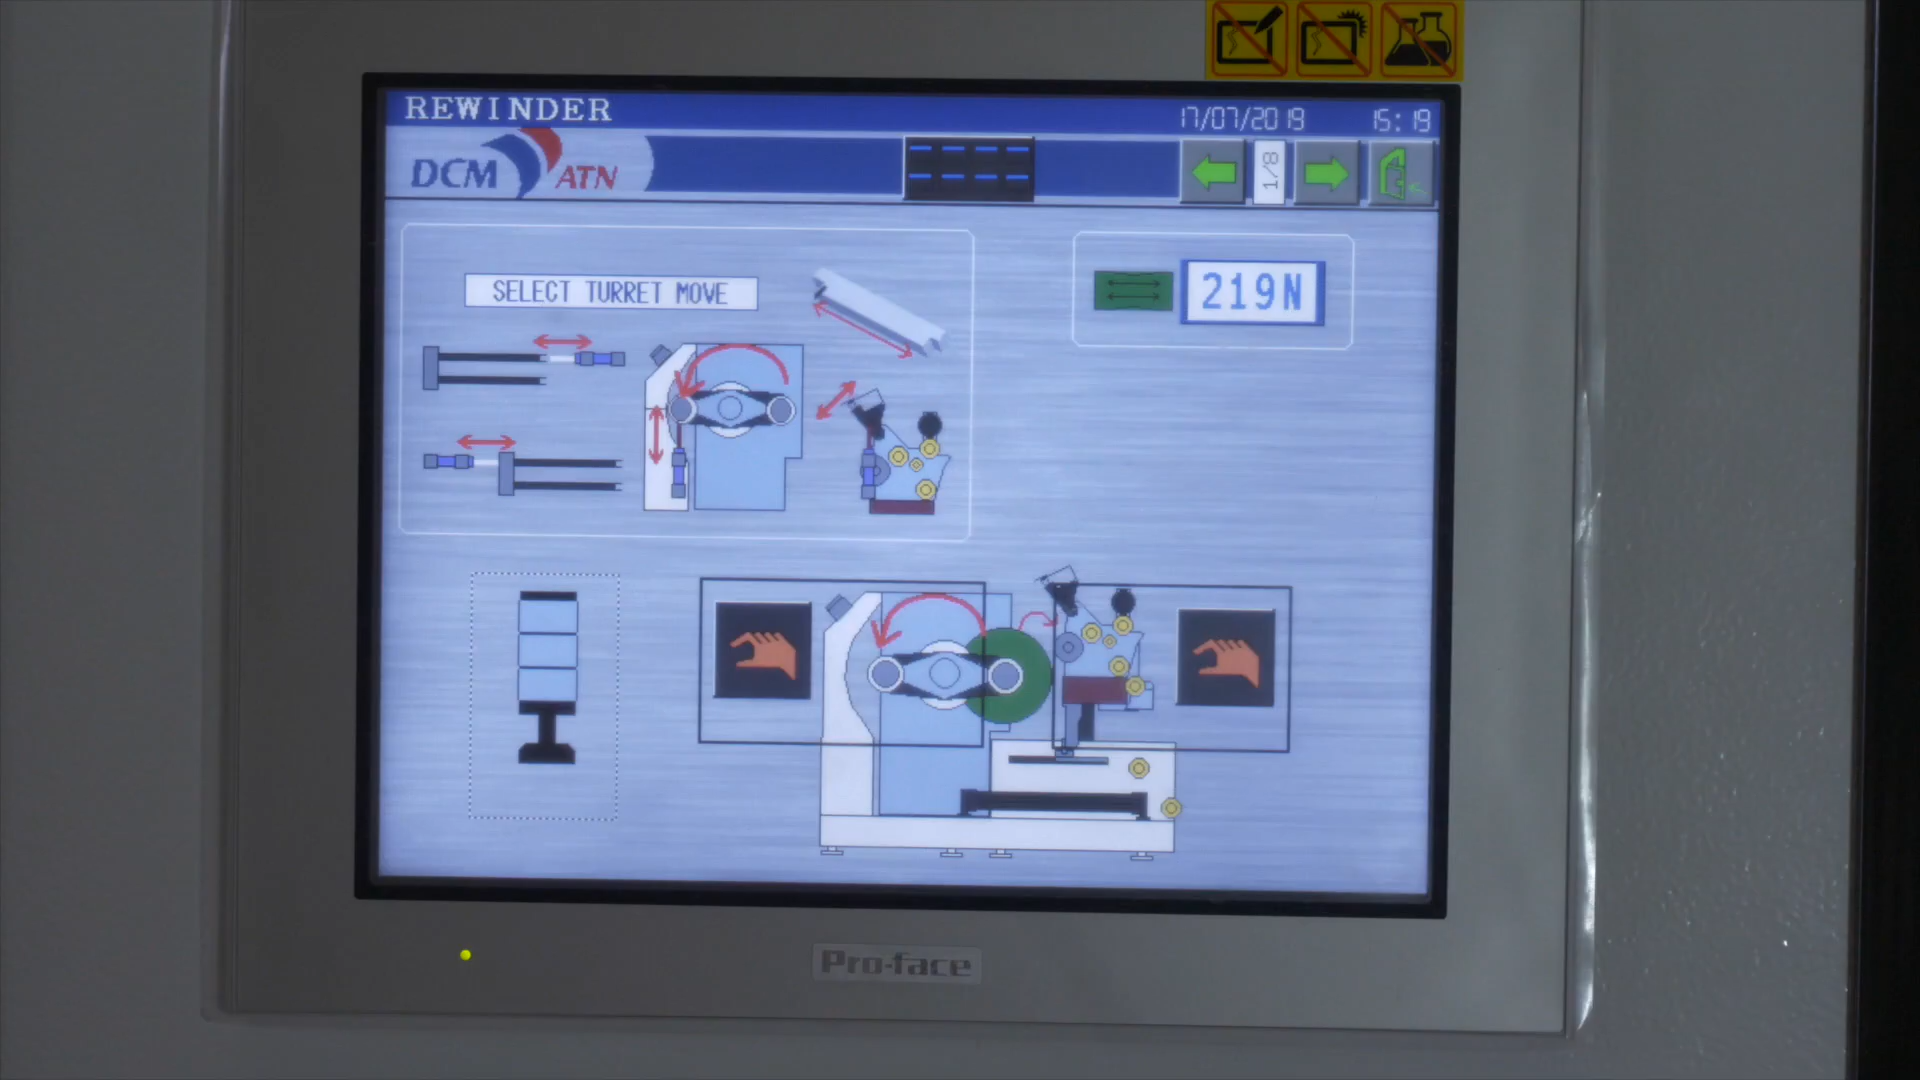 REWINDER
17/07/2019 15:19
DCM ATN
1/8
SELECT TURRET MOVE
219N
Pro-face